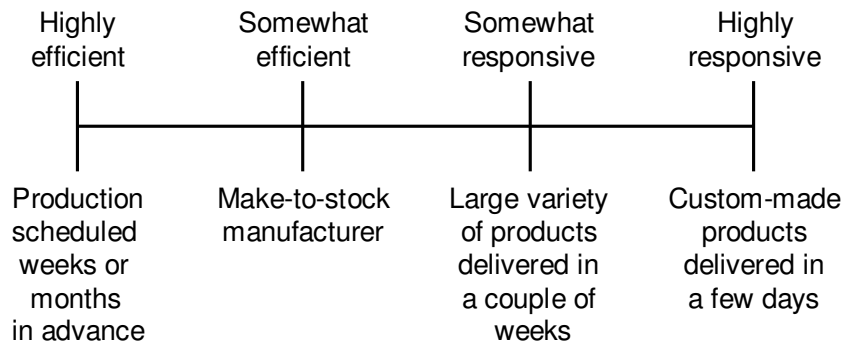 Highly
efficient
Somewhat
efficient
Somewhat
responsive
Highly
responsive
Production
scheduled
weeks or
months
in advance
Make-to-stock
manufacturer
Large variety
of products
delivered in
a couple of
weeks
Custom-made
products
delivered in
a few days